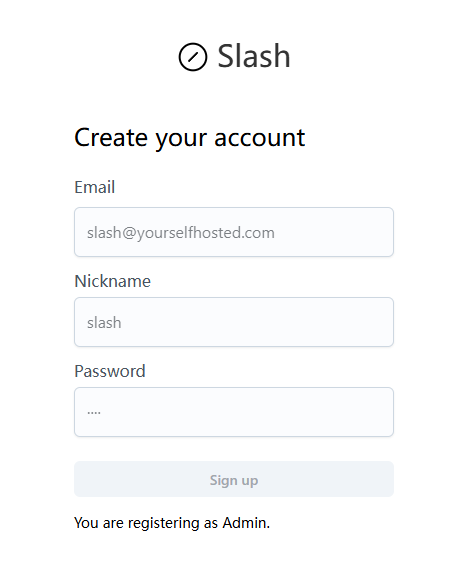 Slash
Create your account
Email
slash@yourselfhosted.com
Nickname
slash
Password
····
Sign up
You are registering as Admin.